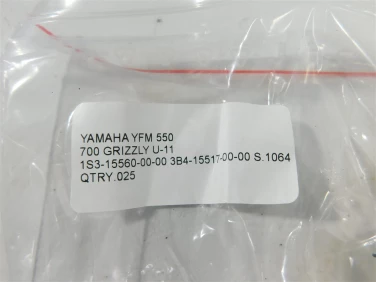 YAMAHA YFM 550
700 GRIZZLY U-11
1S3-15560-00-00 3B4-15517-00-00 S.1064
QTRY.025